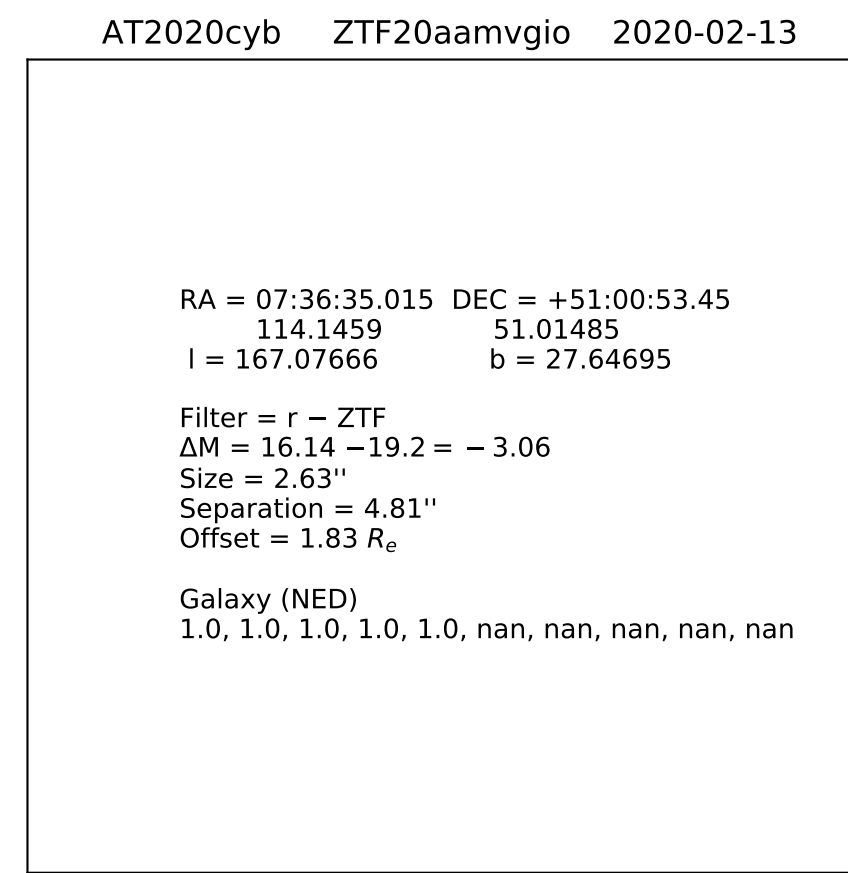 AT2020cyb ZTF20aamvgio 2020-02-13
RA = 07:36:35.015 DEC = +51:00:53.45
114.1459 51.01485
l = 167.07666 b = 27.64695
Filter = r − ZTF
ΔM = 16.14 −19.2 = − 3.06
Size = 2.63''
Separation = 4.81''
Offset = 1.83 Re
Galaxy (NED)
1.0, 1.0, 1.0, 1.0, 1.0, nan, nan, nan, nan, nan